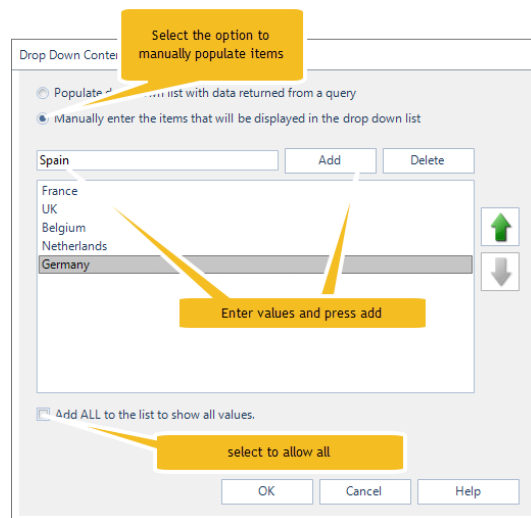 Select the option to
manually populate items
Drop Down Conte
Populate d wn list with data returned from a query
Manually enter the items that will be displayed in the drop down list
Spain
Add
Delete
France
UK
Belgium
Netherlands
Germany
Enter values and press add
Add ALL to the list to show all values.
select to allow all
OK
Cancel
Help